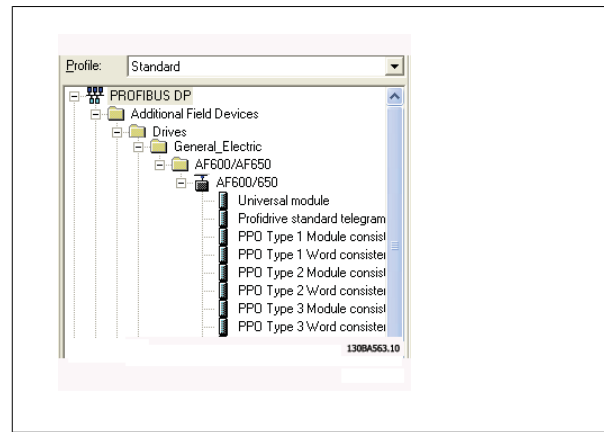 Profile: Standard
PROFIBUS DP
Additional Field Devices
Drives
General_Electric
AF600/AF650
AF600/650
Universal module
Profidrive standard telegram
PPO Type 1 Module consist
PPO Type 1 Word consister
PPO Type 2 Module consist
PPO Type 2 Word consister
PPO Type 3 Module consist
PPO Type 3 Word consister
130BA563.10